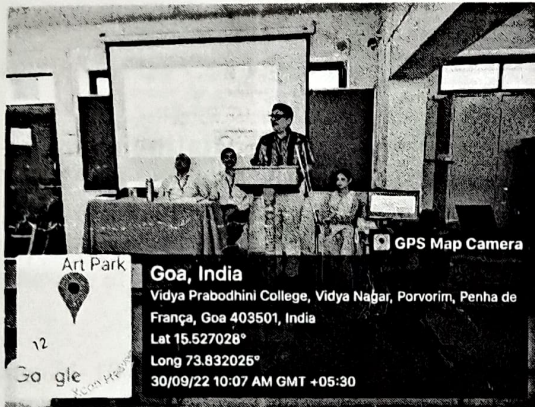 GPS Map Camera
Art Park
12
Google
Goa, India
Vidya Prabodhini College, Vidya Nagar, Porvorim, Penha de
França, Goa 403501, India
Lat 15.527028°
Long 73.832025°
30/09/22 10:07 AM GMT +05:30